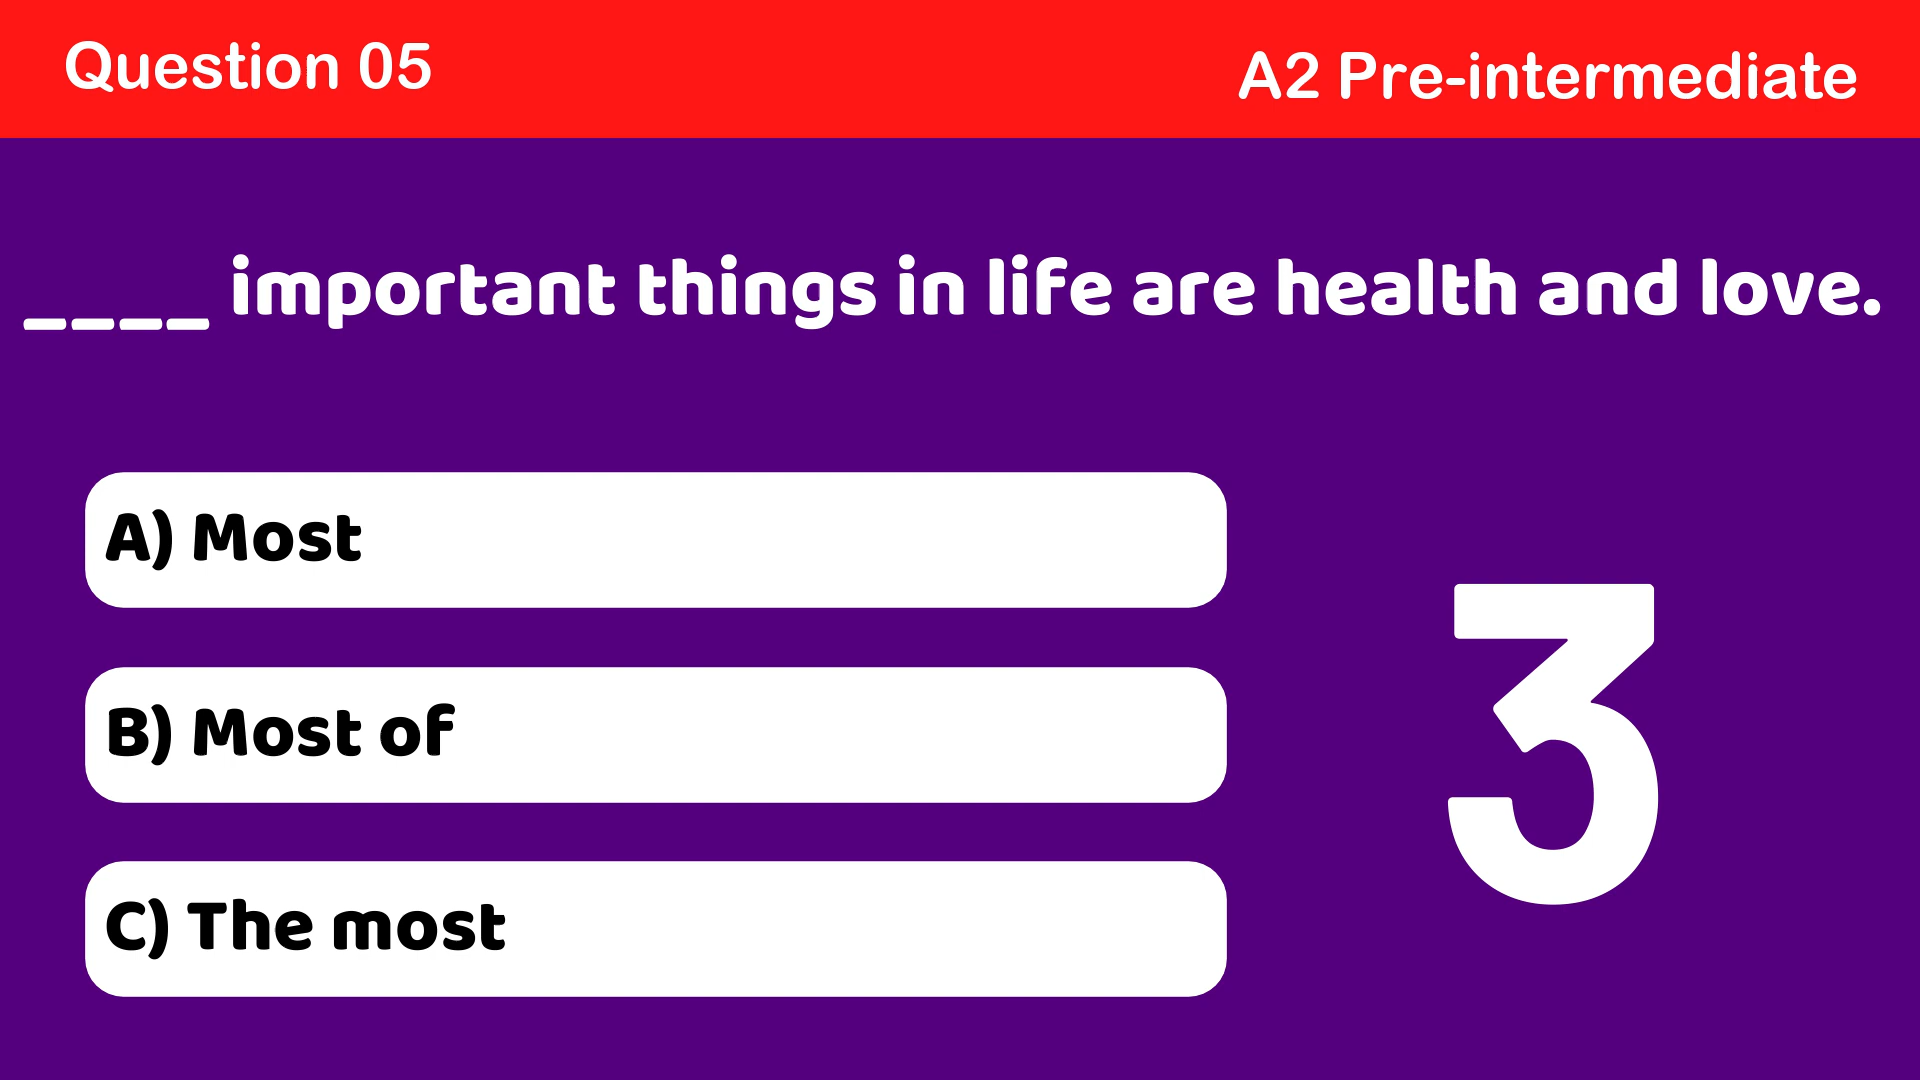 Question 05
A2 Pre-intermediate
____ important things in life are health and love.
A) Most
B) Most of
C) The most
3